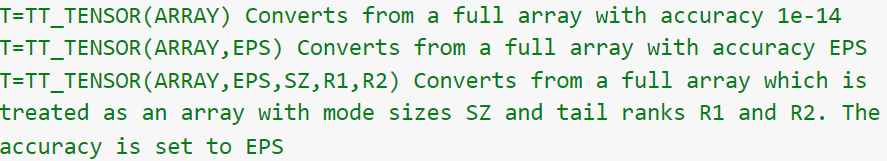 T=TT_TENSOR(ARRAY) Converts from a full array with accuracy 1e-14
T=TT_TENSOR(ARRAY,EPS) Converts from a full array with accuracy EPS
T=TT_TENSOR(ARRAY,EPS,SZ,R1,R2) Converts from a full array which is
treated as an array with mode sizes SZ and tail ranks R1 and R2. The
accuracy is set to EPS